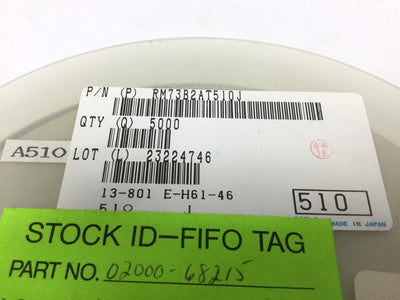 P/N (P) RM73B2AT510J
QTY (Q) 5000
A510
LOT (L) 23224746
13-801 E-H61-46
510
510 J
MADE IN JAPAN
STOCK ID-FIFO TAG
PART NO. 02000-68215